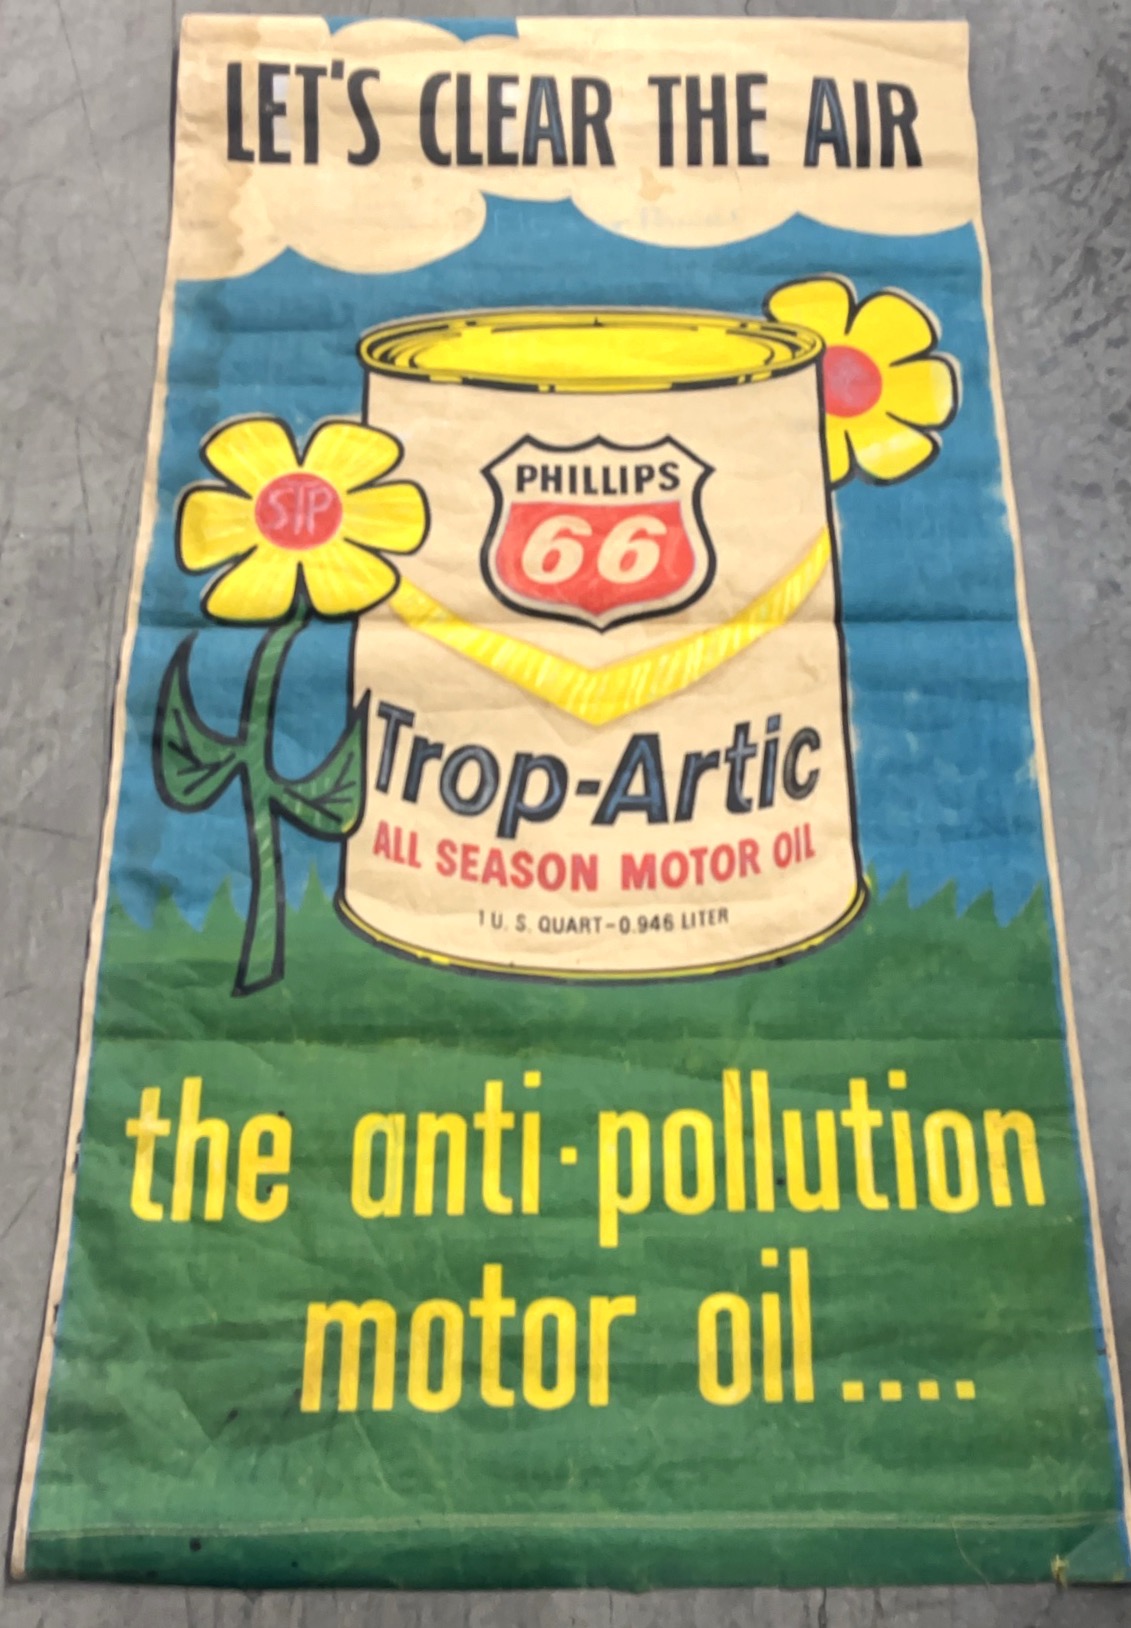 LET'S CLEAR THE AIR
STP
PHILLIPS
66
Trop-Artic
ALL SEASON MOTOR OIL
1 U. S. QUART-0.946 LITER
the anti-pollution
motor oil....